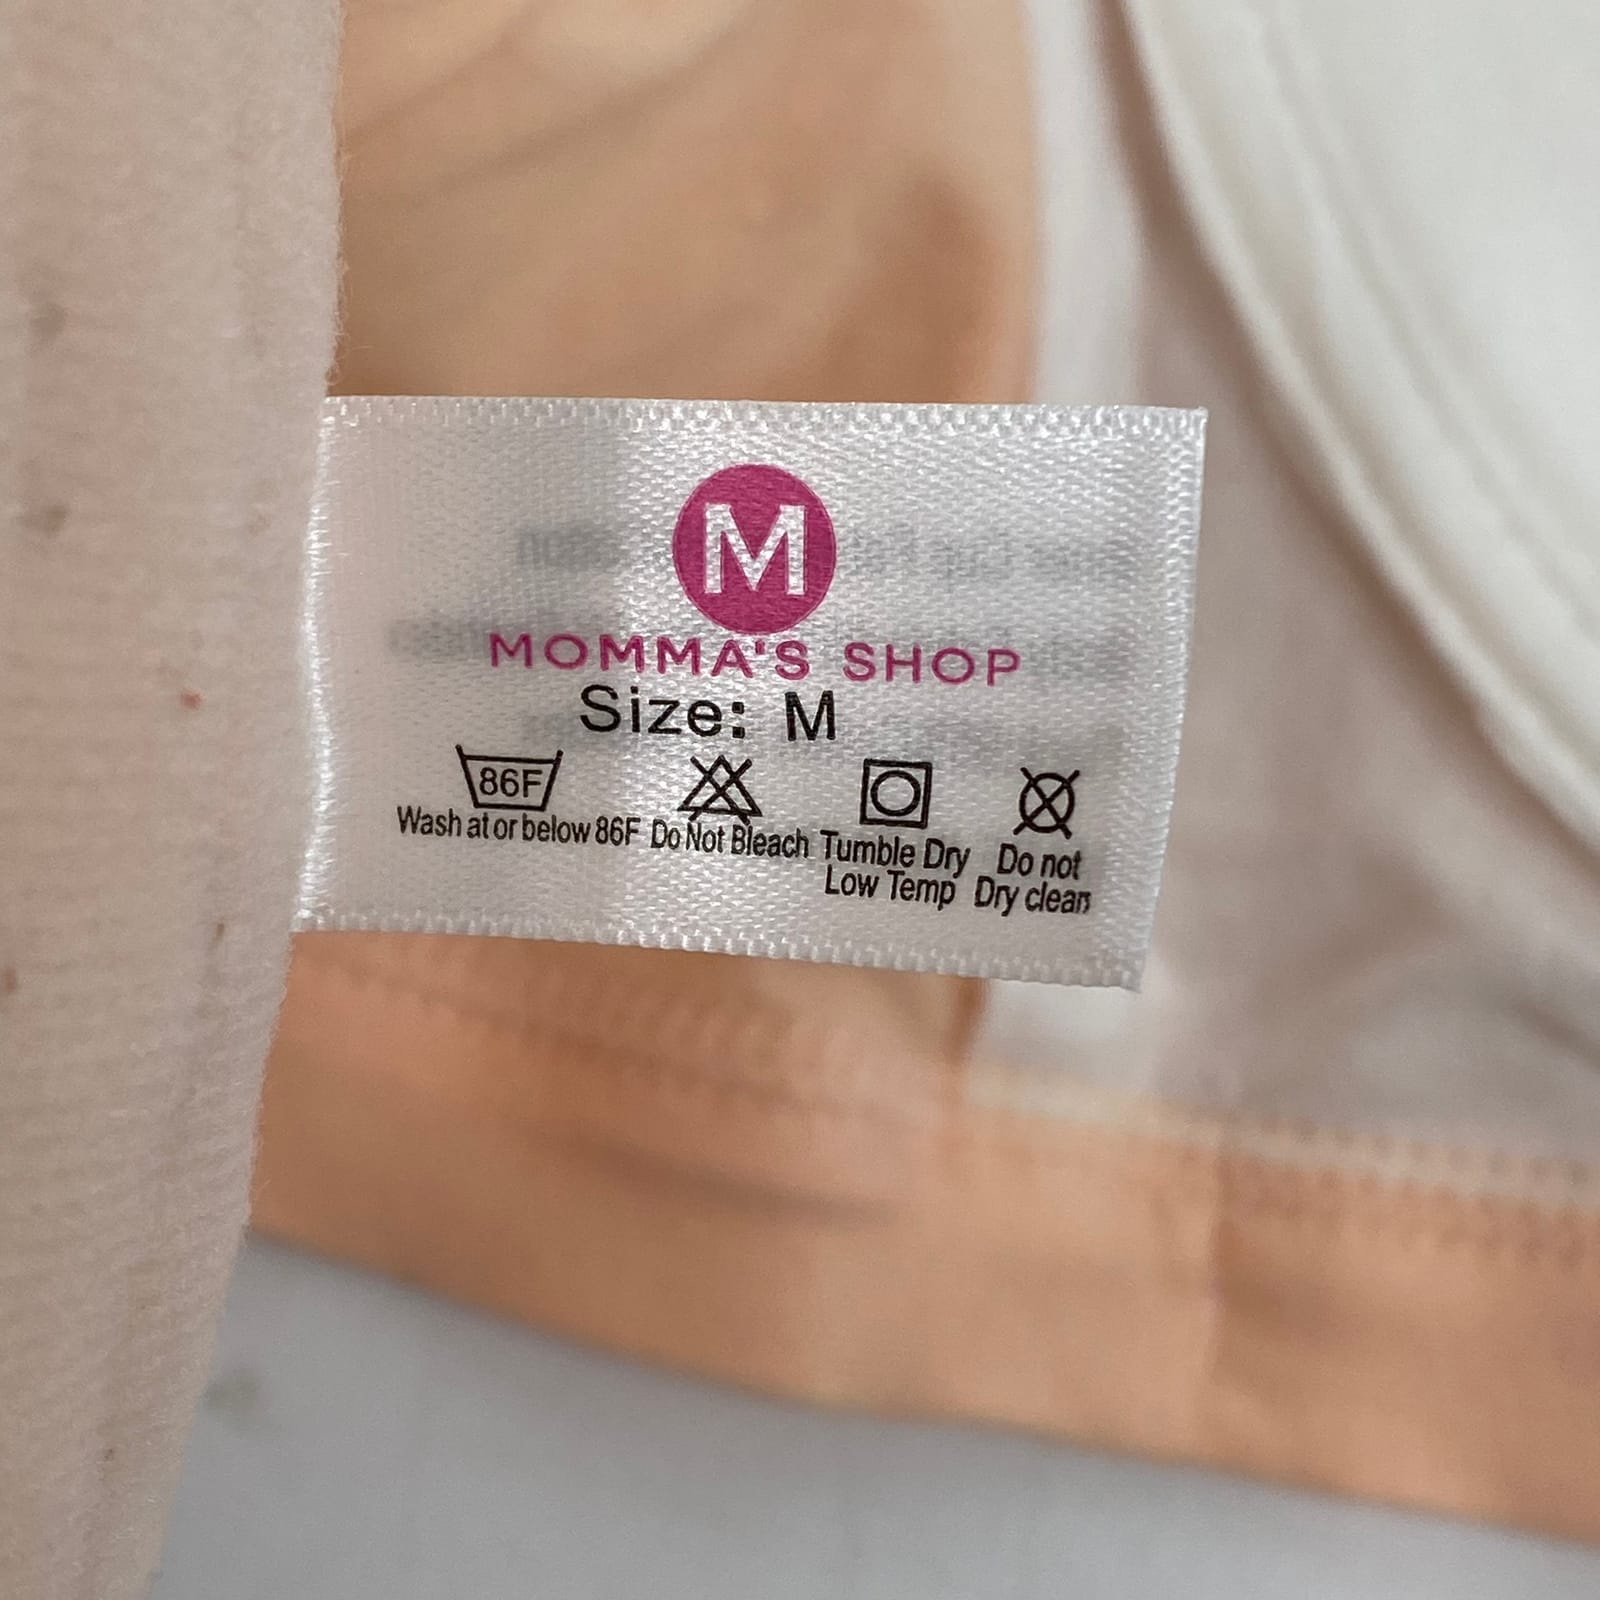 M
MOMMA'S SHOP
Size: M
86F
Wash at or below 86F Do Not Bleach Tumble Dry Do not
Low Temp Dry clean